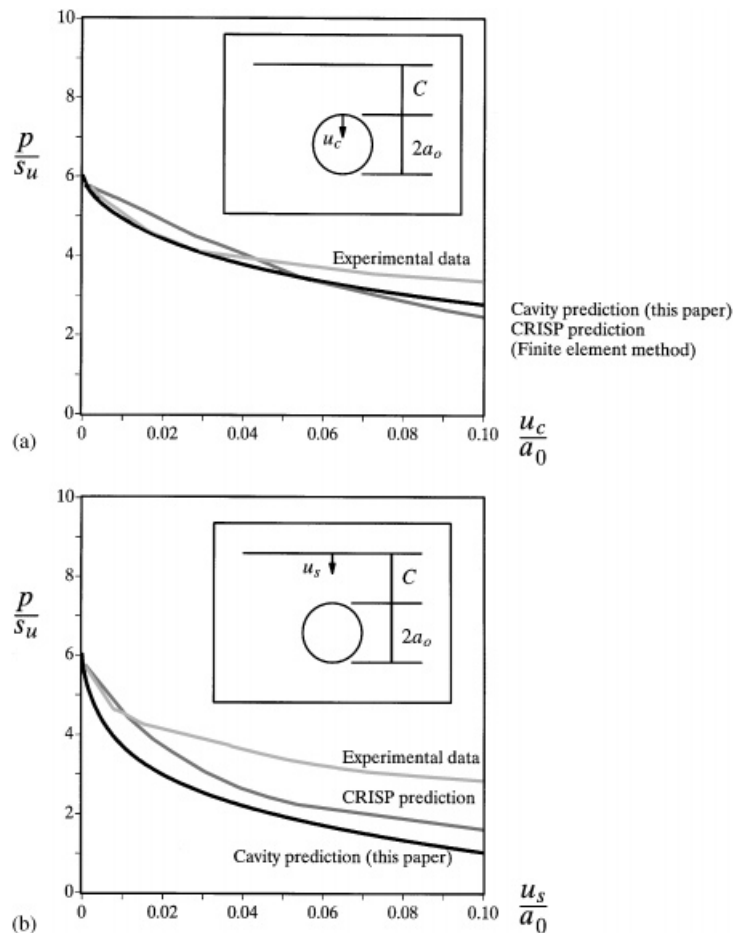 10
8
6
4
2
0
p
s_u
C
u_c
2a_o
Experimental data
Cavity prediction (this paper)
CRISP prediction
(Finite element method)
0 0.02 0.04 0.06 0.08 0.10
u_c
a_0
(a)
10
8
6
4
2
0
p
s_u
u_s
C
2a_o
Experimental data
CRISP prediction
Cavity prediction (this paper)
0 0.02 0.04 0.06 0.08 0.10
u_s
a_0
(b)